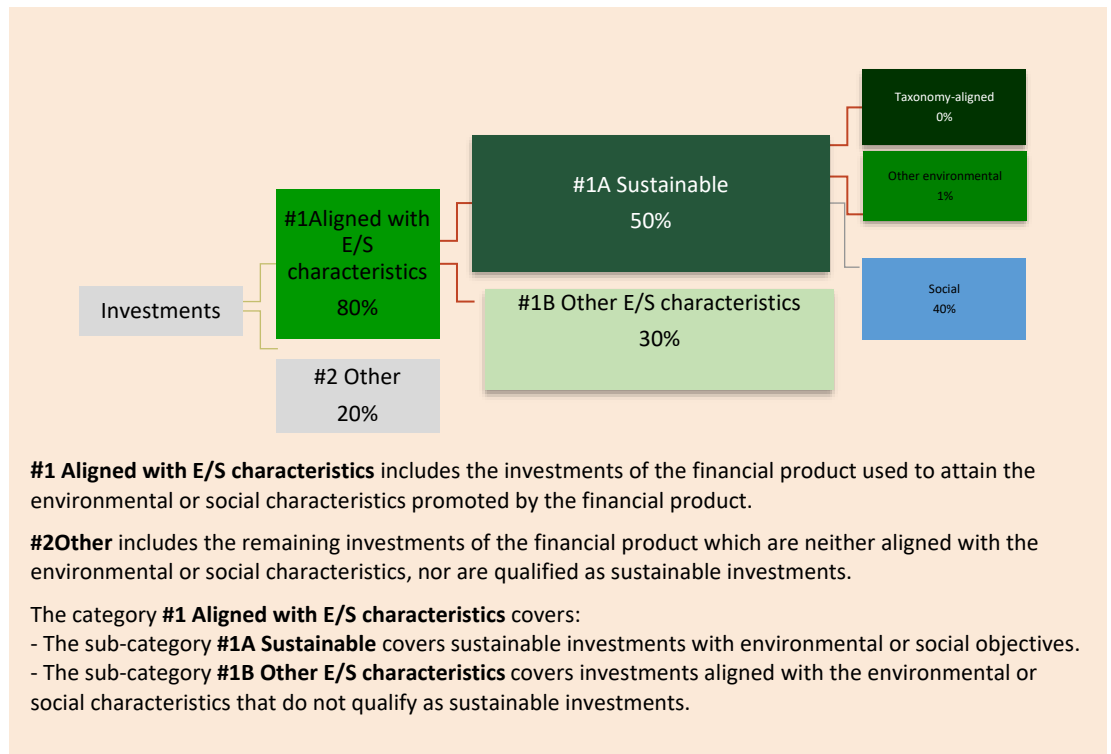 Taxonomy-aligned
0%
#1A Sustainable
50%
Other environmental
1%
#1Aligned with
E/S
characteristics
80%
Social
40%
Investments
#1B Other E/S characteristics
30%
#2 Other
20%
#1 Aligned with E/S characteristics includes the investments of the financial product used to attain the
environmental or social characteristics promoted by the financial product.
#2Other includes the remaining investments of the financial product which are neither aligned with the
environmental or social characteristics, nor are qualified as sustainable investments.
The category #1 Aligned with E/S characteristics covers:
- The sub-category #1A Sustainable covers sustainable investments with environmental or social objectives.
- The sub-category #1B Other E/S characteristics covers investments aligned with the environmental or
social characteristics that do not qualify as sustainable investments.